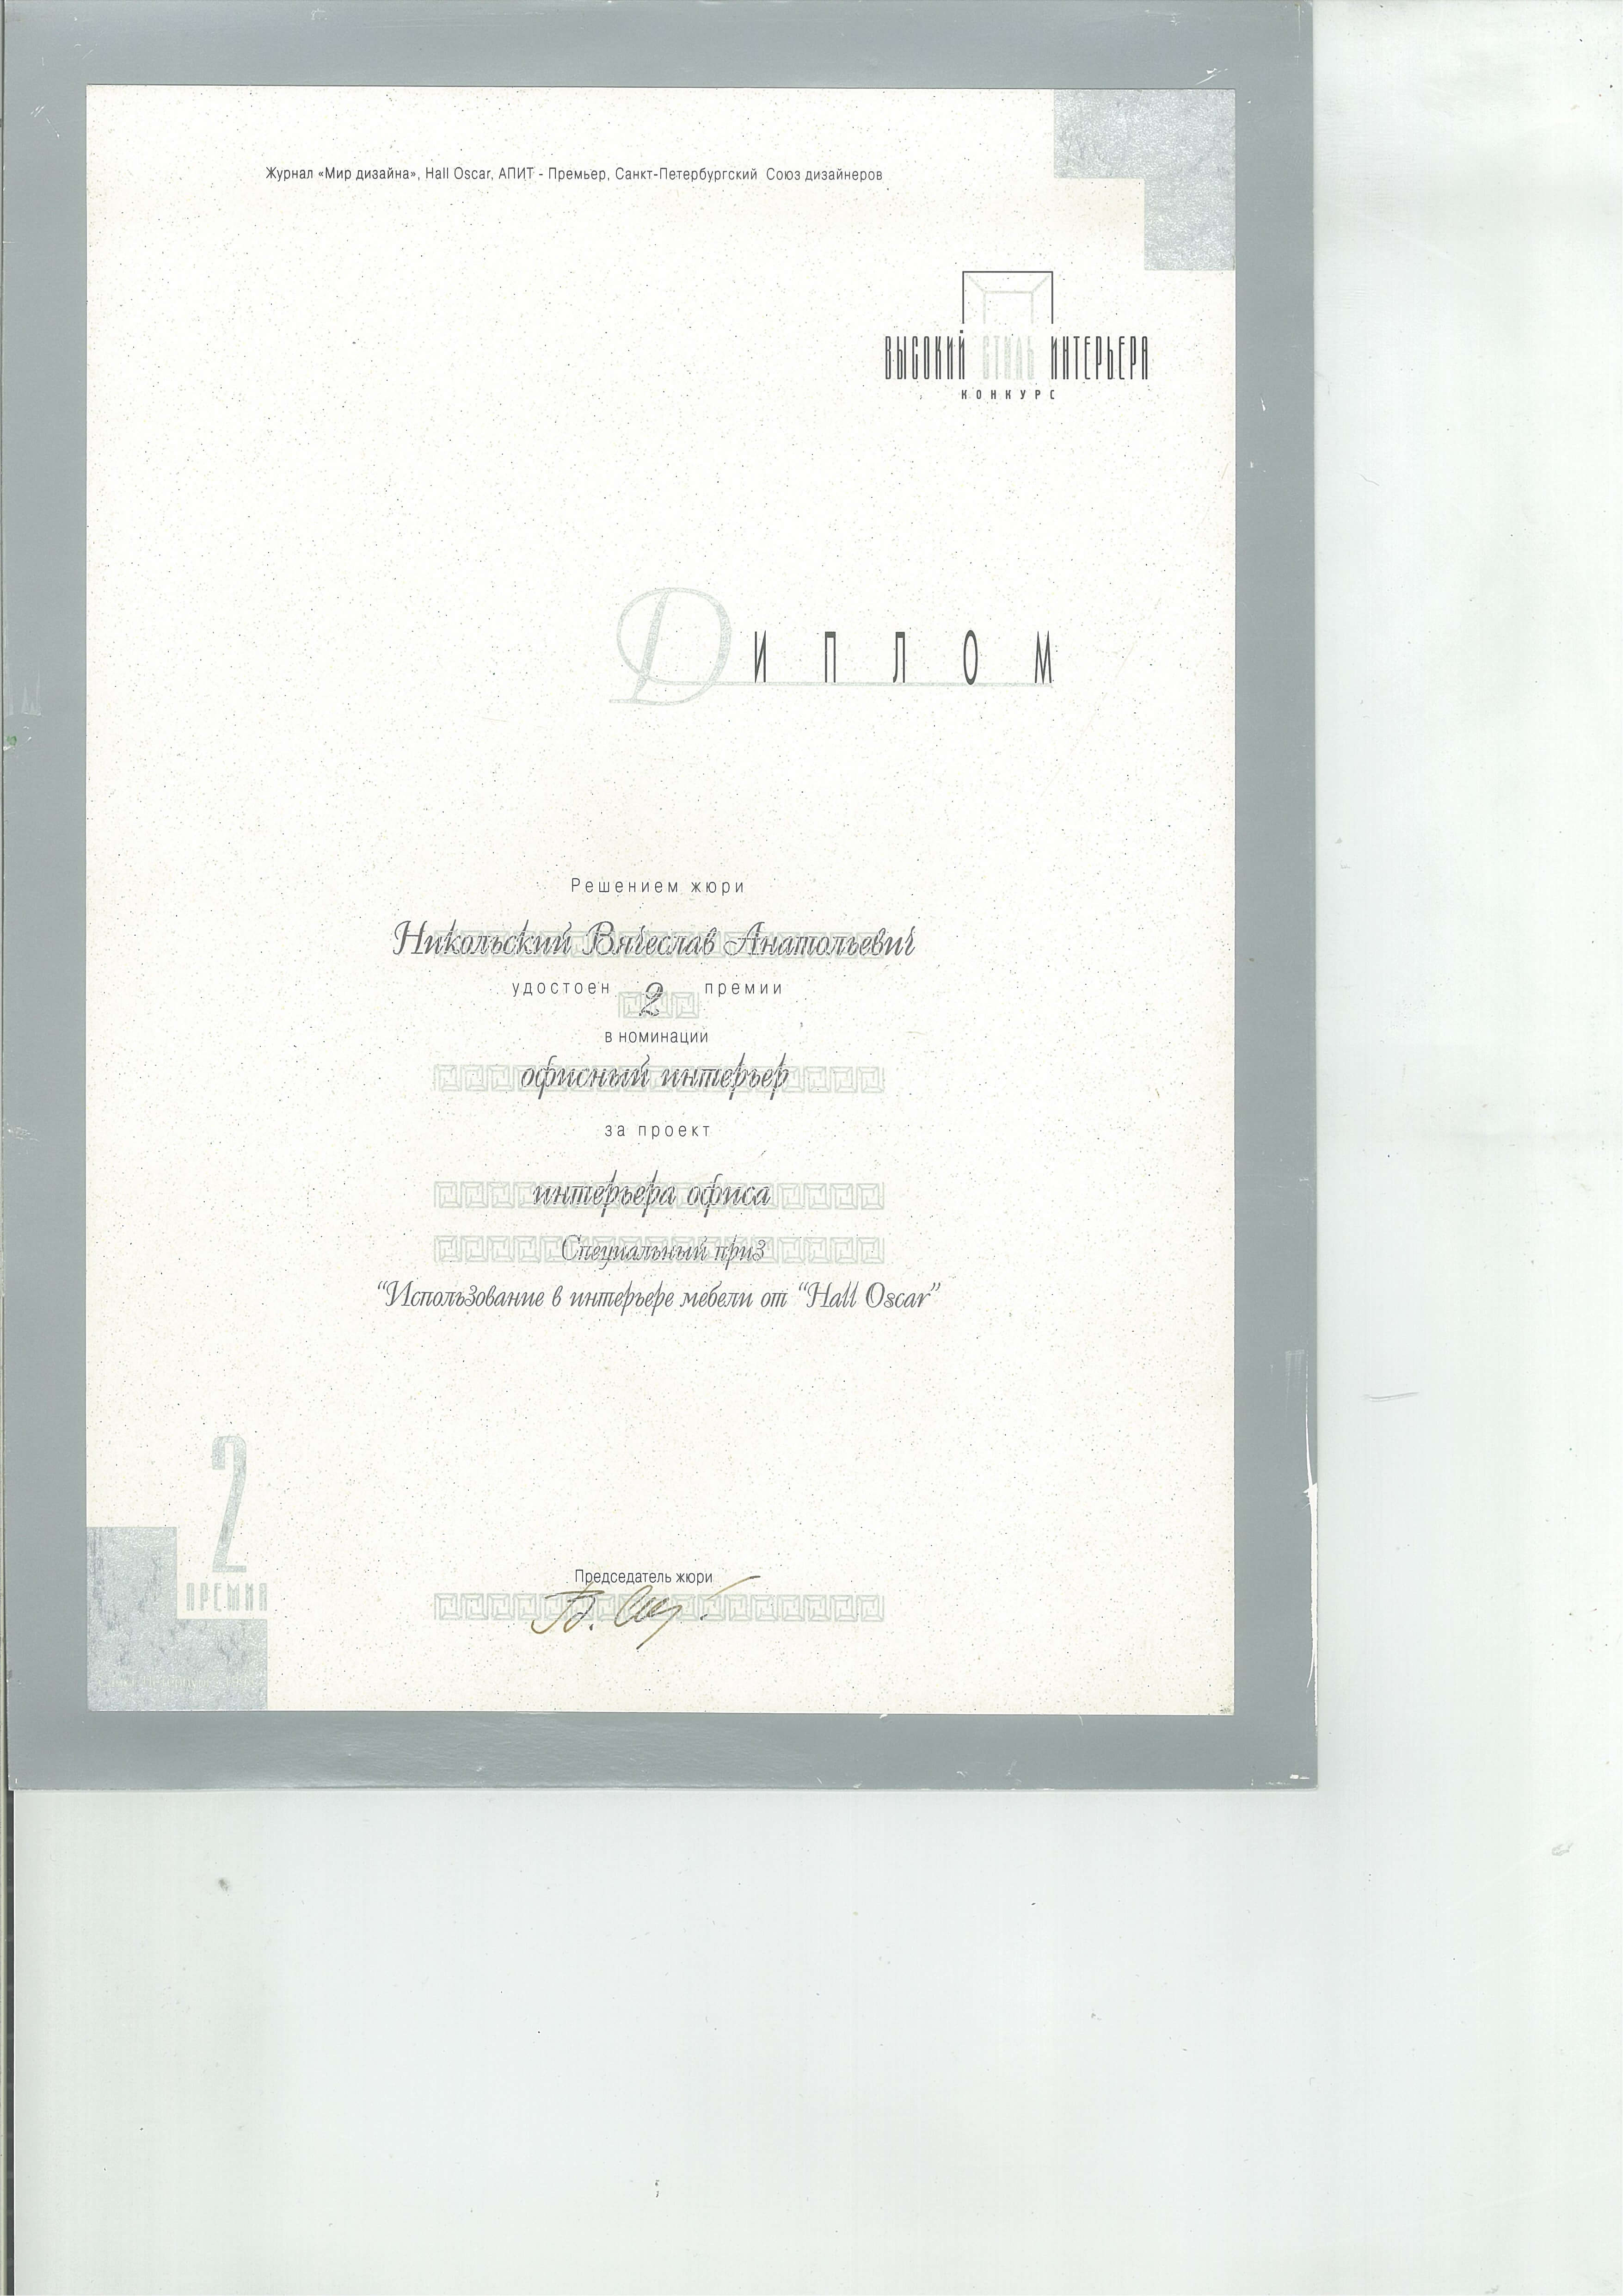 Журнал «Мир дизайна», Hall Oscar, АПИТ - Премьер, Санкт-Петербургский Союз дизайнеров
ВЫСОКИЙ СТИЛЬ ИНТЕРЬЕРА
КОНКУРС
ДИПЛОМ
Решением жюри
Никольский Вячеслав Анатольевич
удостоен 2 премии
в номинации
офисный интерьер
за проект
интерьера офиса
Специальный приз
“Использование в интерьере мебели от “Hall Oscar”
2
ПРЕМИЯ
Председатель жюри